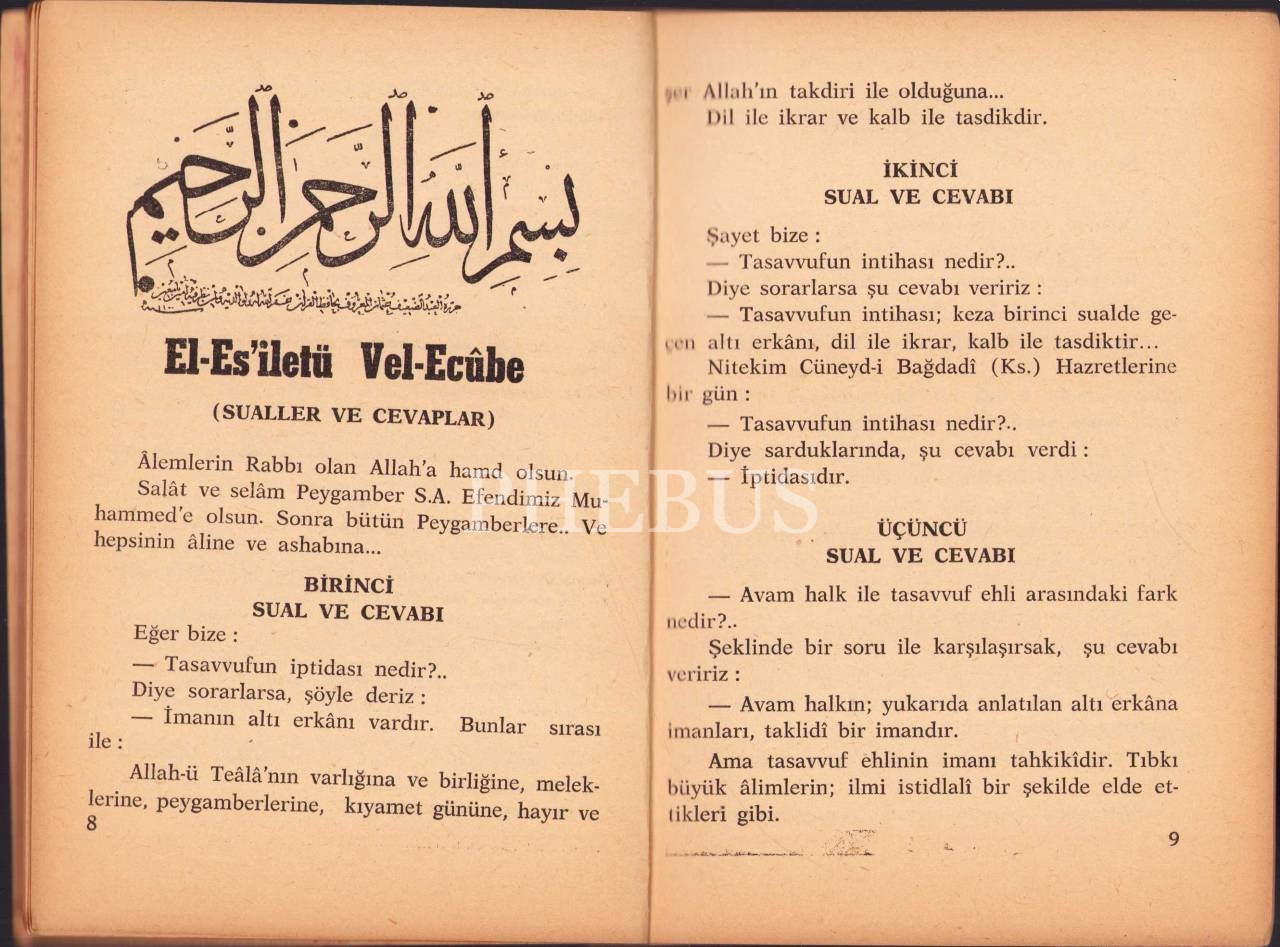 بسم الله الرحمن الرحيم
El-Es'iletü Vel-Ecûbe
(SUALLER VE CEVAPLAR)
Âlemlerin Rabbı olan Allah'a hamd olsun.
Salât ve selâm Peygamber S.A. Efendimiz Mu-
hammed'e olsun. Sonra bütün Peygamberlere.. Ve
hepsinin âline ve ashabına...
BİRİNCİ
SUAL VE CEVABI
Eğer bize :
— Tasavvufun iptidası nedir?..
Diye sorarlarsa, şöyle deriz :
— İmanın altı erkânı vardır. Bunlar sırası
ile :
Allah-ü Teâlâ'nın varlığına ve birliğine, melek-
lerine, peygamberlerine, kıyamet gününe, hayır ve
8
şer Allah'ın takdiri ile olduğuna...
Dil ile ikrar ve kalb ile tasdikdir.
İKİNCİ
SUAL VE CEVABI
Şayet bize :
— Tasavvufun intihası nedir?..
Diye sorarlarsa şu cevabı veririz :
— Tasavvufun intihası; keza birinci sualde ge-
çen altı erkânı, dil ile ikrar, kalb ile tasdiktir...
Nitekim Cüneyd-i Bağdadî (Ks.) Hazretlerine
bir gün :
— Tasavvufun intihası nedir?..
Diye sarduklarında, şu cevabı verdi :
— İptidasıdır.
ÜÇÜNCÜ
SUAL VE CEVABI
— Avam halk ile tasavvuf ehli arasındaki fark
nedir?..
Şeklinde bir soru ile karşılaşırsak, şu cevabı
veririz :
— Avam halkın; yukarıda anlatılan altı erkâna
imanları, taklidî bir imandır.
Ama tasavvuf ehlinin imanı tahkikîdir. Tıbkı
büyük âlimlerin; ilmi istidlalî bir şekilde elde et-
tikleri gibi.
9
PHEBUS